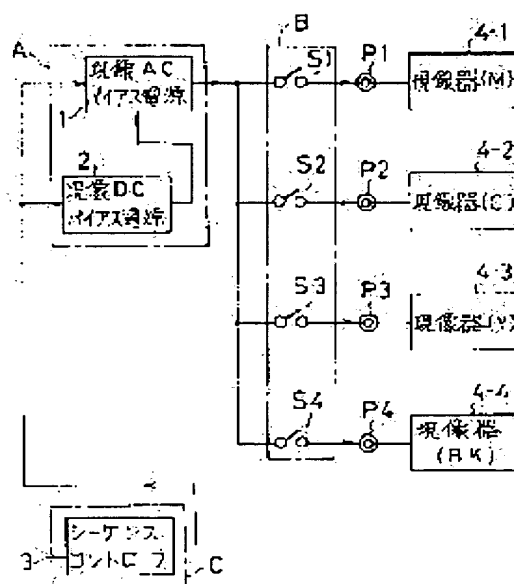 A
現像AC
バイアス電源
1
2
現像DC
バイアス電源
B
S1
P1
4-1
現像器(M)
S2
P2
4-2
現像器(C)
S3
P3
4-3
現像器(Y)
S4
P4
4-4
現像器
(BK)
シーケンス
コントローラ
3
C